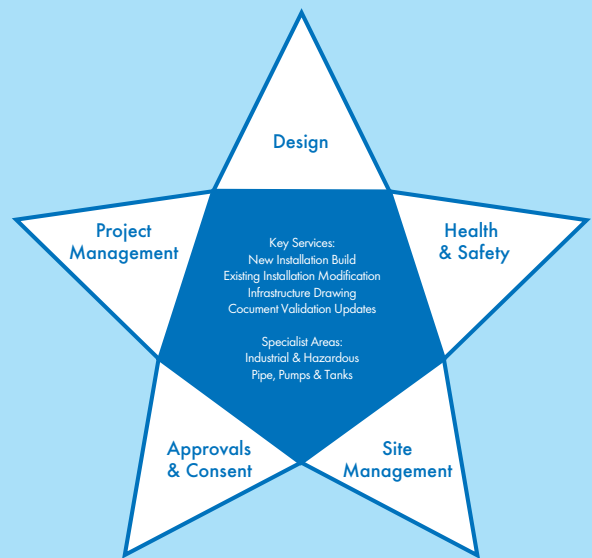 Design
Project
Management
Health
& Safety
Key Services:
New Installation Build
Existing Installation Modification
Infrastructure Drawing
Cocument Validation Updates
Specialist Areas:
Industrial & Hazardous
Pipe, Pumps & Tanks
Approvals
& Consent
Site
Management